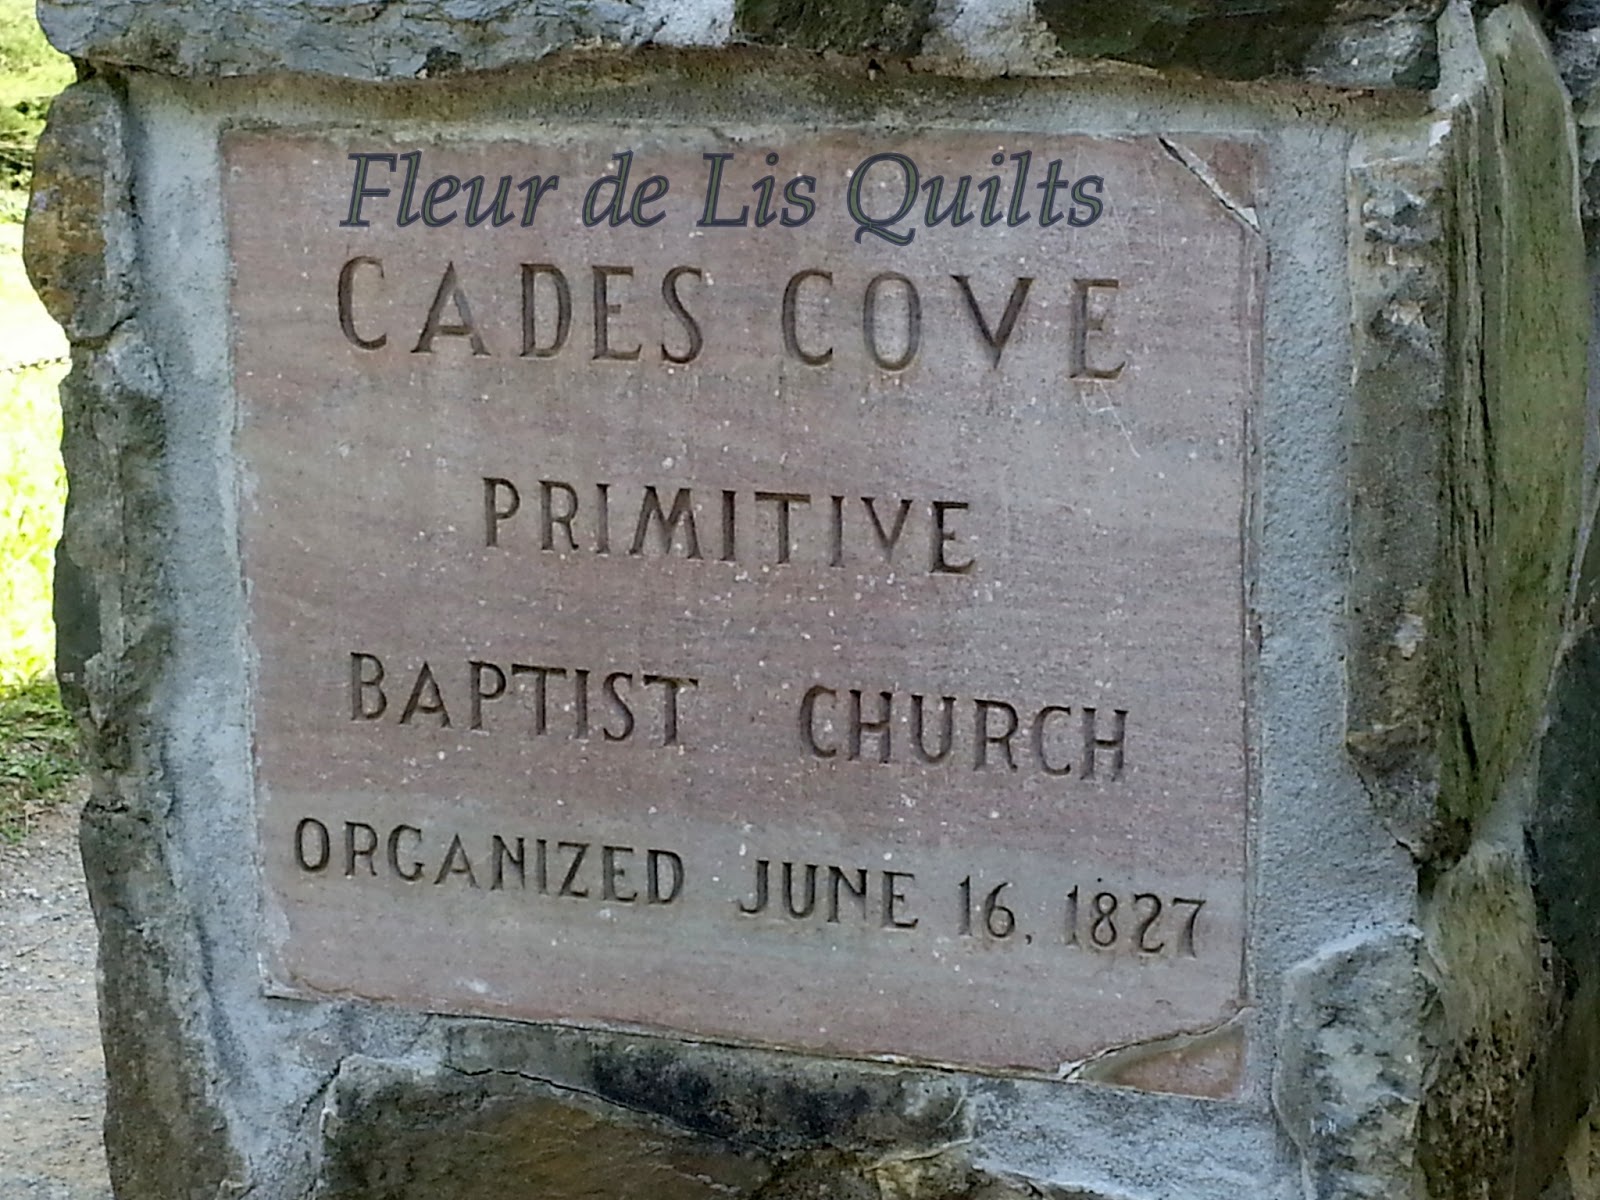 Fleur de Lis Quilts
CADES COVE
PRIMITIVE
BAPTIST CHURCH
ORGANIZED JUNE 16, 1827